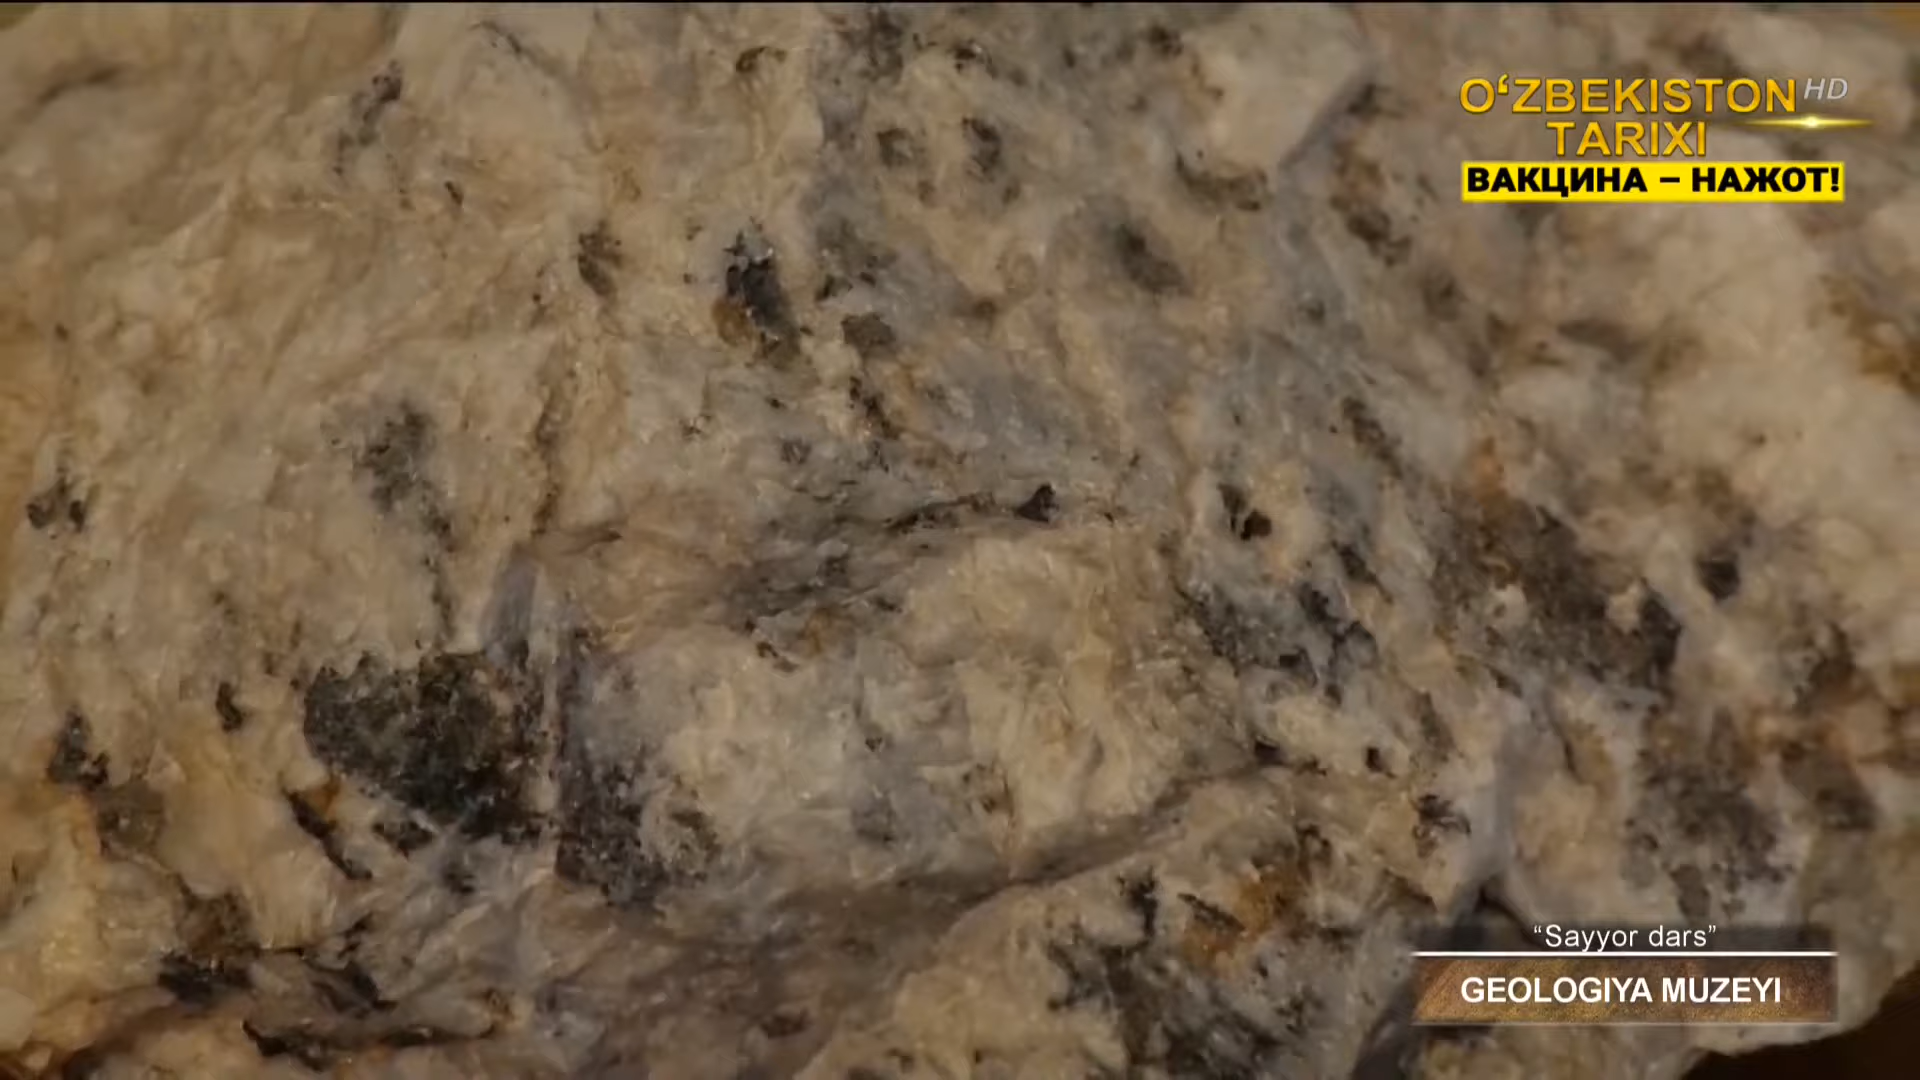 O‘ZBEKISTON HD
TARIXI
ВАКЦИНА – НАЖОТ!
“Sayyor dars”
GEOLOGIYA MUZEYI